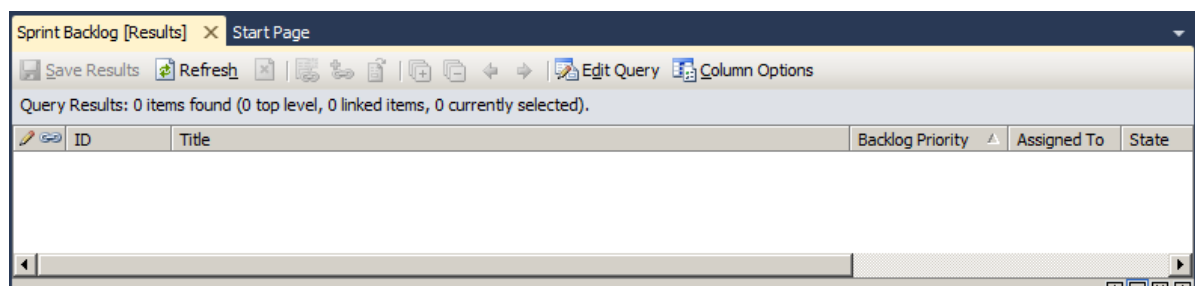 Sprint Backlog [Results] Start Page
Save Results Refresh Edit Query Column Options
Query Results: 0 items found (0 top level, 0 linked items, 0 currently selected).
ID Title Backlog Priority Assigned To State